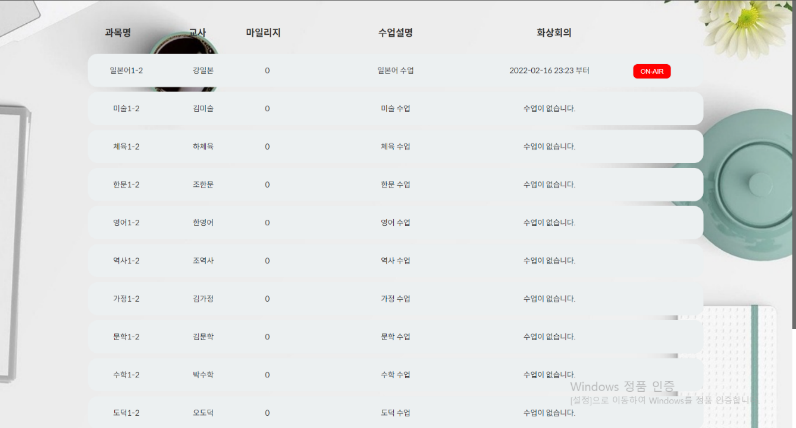 과목명 교사 마일리지 수업설명 화상회의
일본어1-2 강일본 0 일본어 수업 2022-02-16 23:23 부터 ON-AIR
미술1-2 김미술 0 미술 수업 수업이 없습니다.
체육1-2 하체육 0 체육 수업 수업이 없습니다.
한문1-2 조한문 0 한문 수업 수업이 없습니다.
영어1-2 한영어 0 영어 수업 수업이 없습니다.
역사1-2 조역사 0 역사 수업 수업이 없습니다.
가정1-2 김가정 0 가정 수업 수업이 없습니다.
문학1-2 김문학 0 문학 수업 수업이 없습니다.
수학1-2 박수학 0 수학 수업 수업이 없습니다.
Windows 정품 인증
[설정]으로 이동하여 Windows를 정품 인증합니다.
도덕1-2 모도덕 0 도덕 수업 수업이 없습니다.